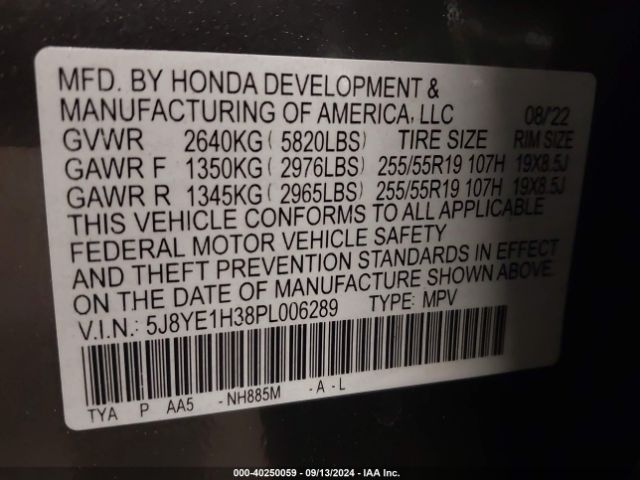 MFD. BY HONDA DEVELOPMENT &
MANUFACTURING OF AMERICA, LLC 08/'22
GVWR 2640KG ( 5820LBS) TIRE SIZE RIM SIZE
GAWR F 1350KG ( 2976LBS) 255/55R19 107H 19X8.5J
GAWR R 1345KG ( 2965LBS) 255/55R19 107H 19X8.5J
THIS VEHICLE CONFORMS TO ALL APPLICABLE
FEDERAL MOTOR VEHICLE SAFETY
AND THEFT PREVENTION STANDARDS IN EFFECT
ON THE DATE OF MANUFACTURE SHOWN ABOVE.
V.I.N.: 5J8YE1H38PL006289 TYPE: MPV
TYA P AA5 -NH885M -A-L
000-40250059 - 09/13/2024 - IAA Inc.